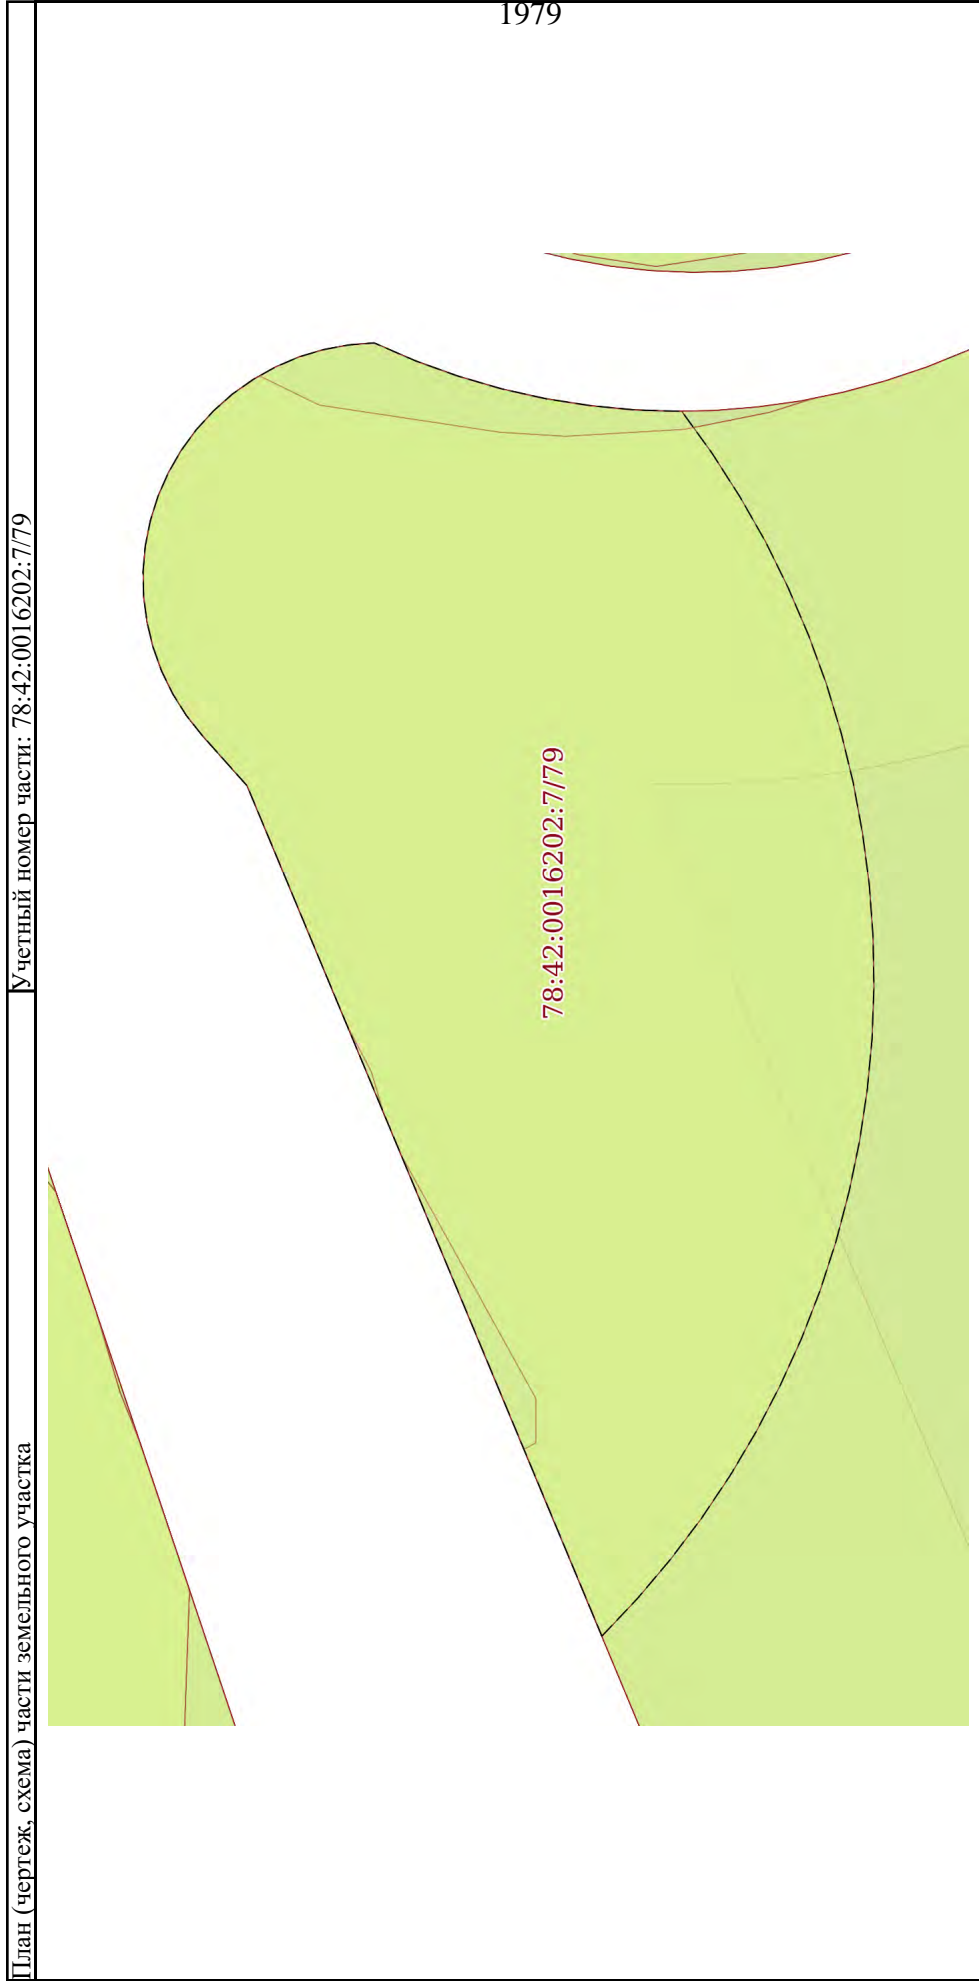 1979
План (чертеж, схема) части земельного участка
Учетный номер части: 78:42:0016202:7/79
78:42:0016202:7/79